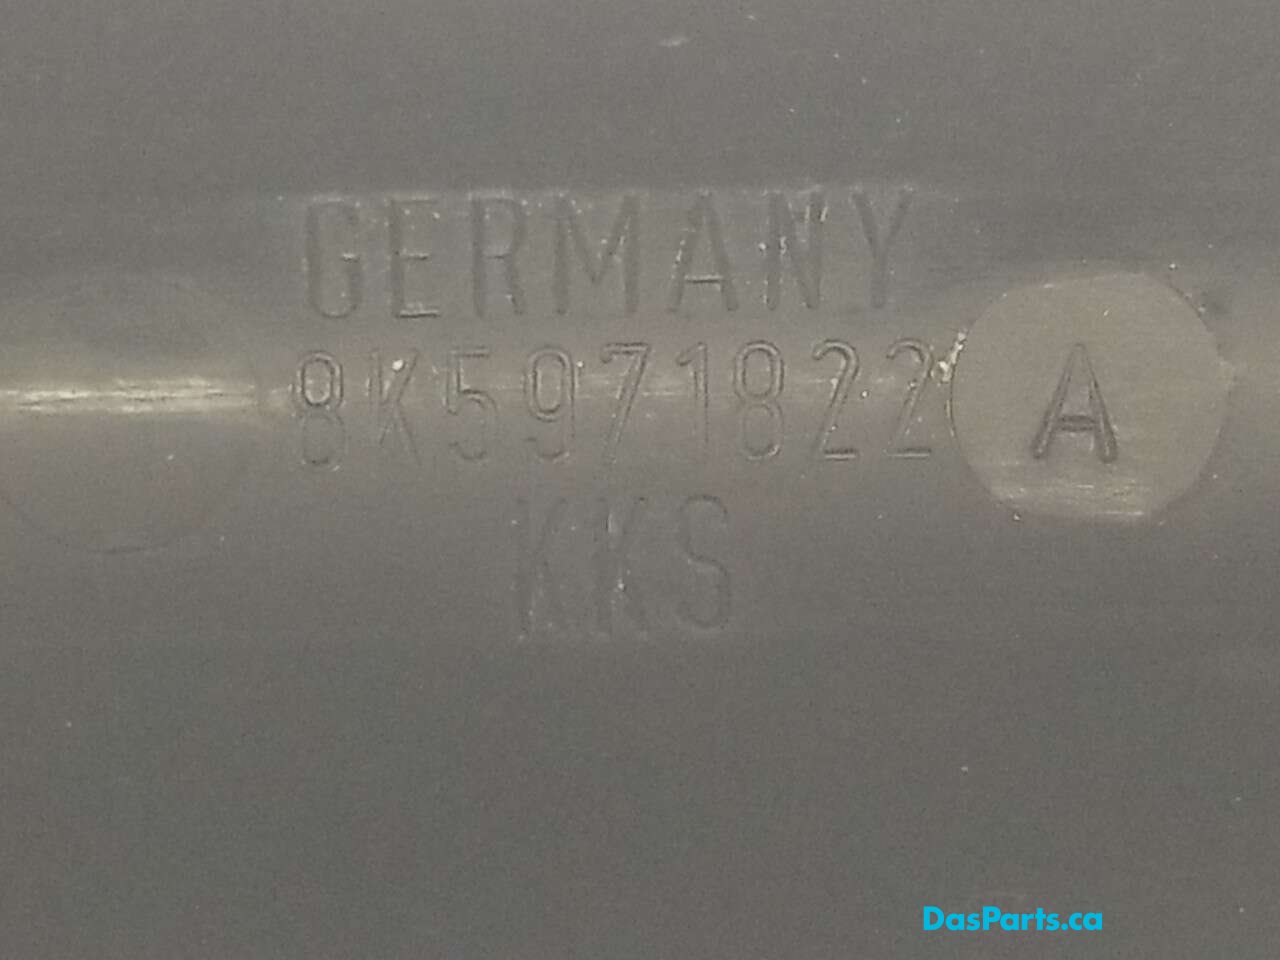 GERMANY
8K5971822 A
KKS
DasParts.ca